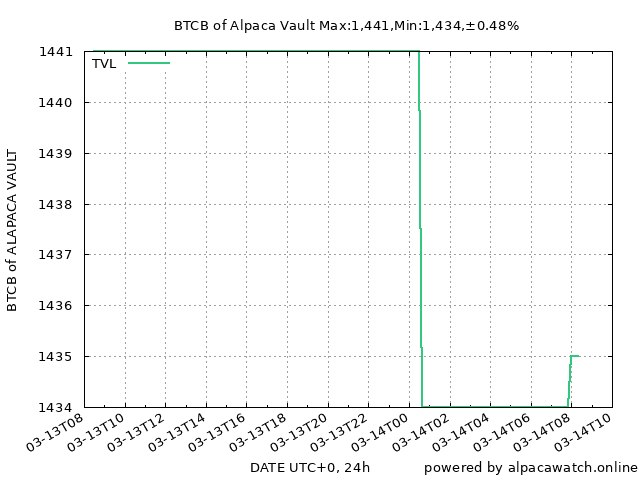 BTCB of Alpaca Vault Max:1,441,Min:1,434,±0.48%
TVL
1441
1440
1439
1438
1437
1436
1435
1434
BTCB of ALAPACA VAULT
03-13T08
03-13T10
03-13T12
03-13T14
03-13T16
03-13T18
03-13T20
03-13T22
03-14T00
03-14T02
03-14T04
03-14T06
03-14T08
03-14T10
DATE UTC+0, 24h
powered by alpacawatch.online